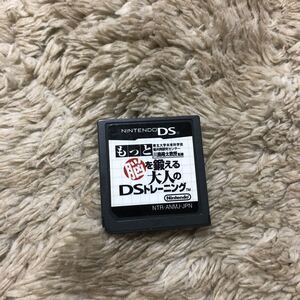 NINTENDO DS
東北大学未来科学技術共同研究センター
川島隆太教授監修
もっと
脳を鍛える
大人の
DSトレーニング™
Nintendo
NTR-ANMJ-JPN